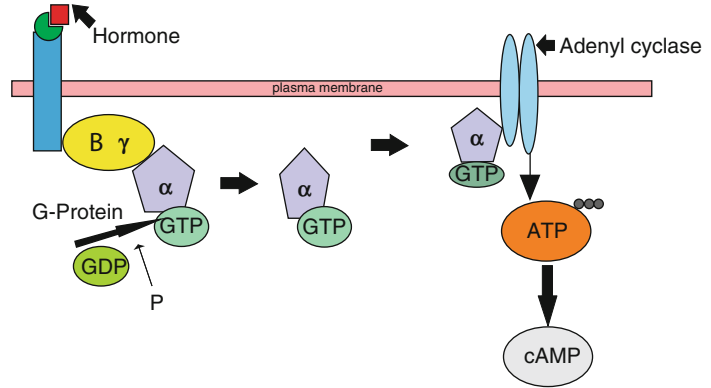 Hormone
Adenyl cyclase
plasma membrane
B γ
α
G-Protein
GTP
GDP
P
α
GTP
α
GTP
ATP
cAMP